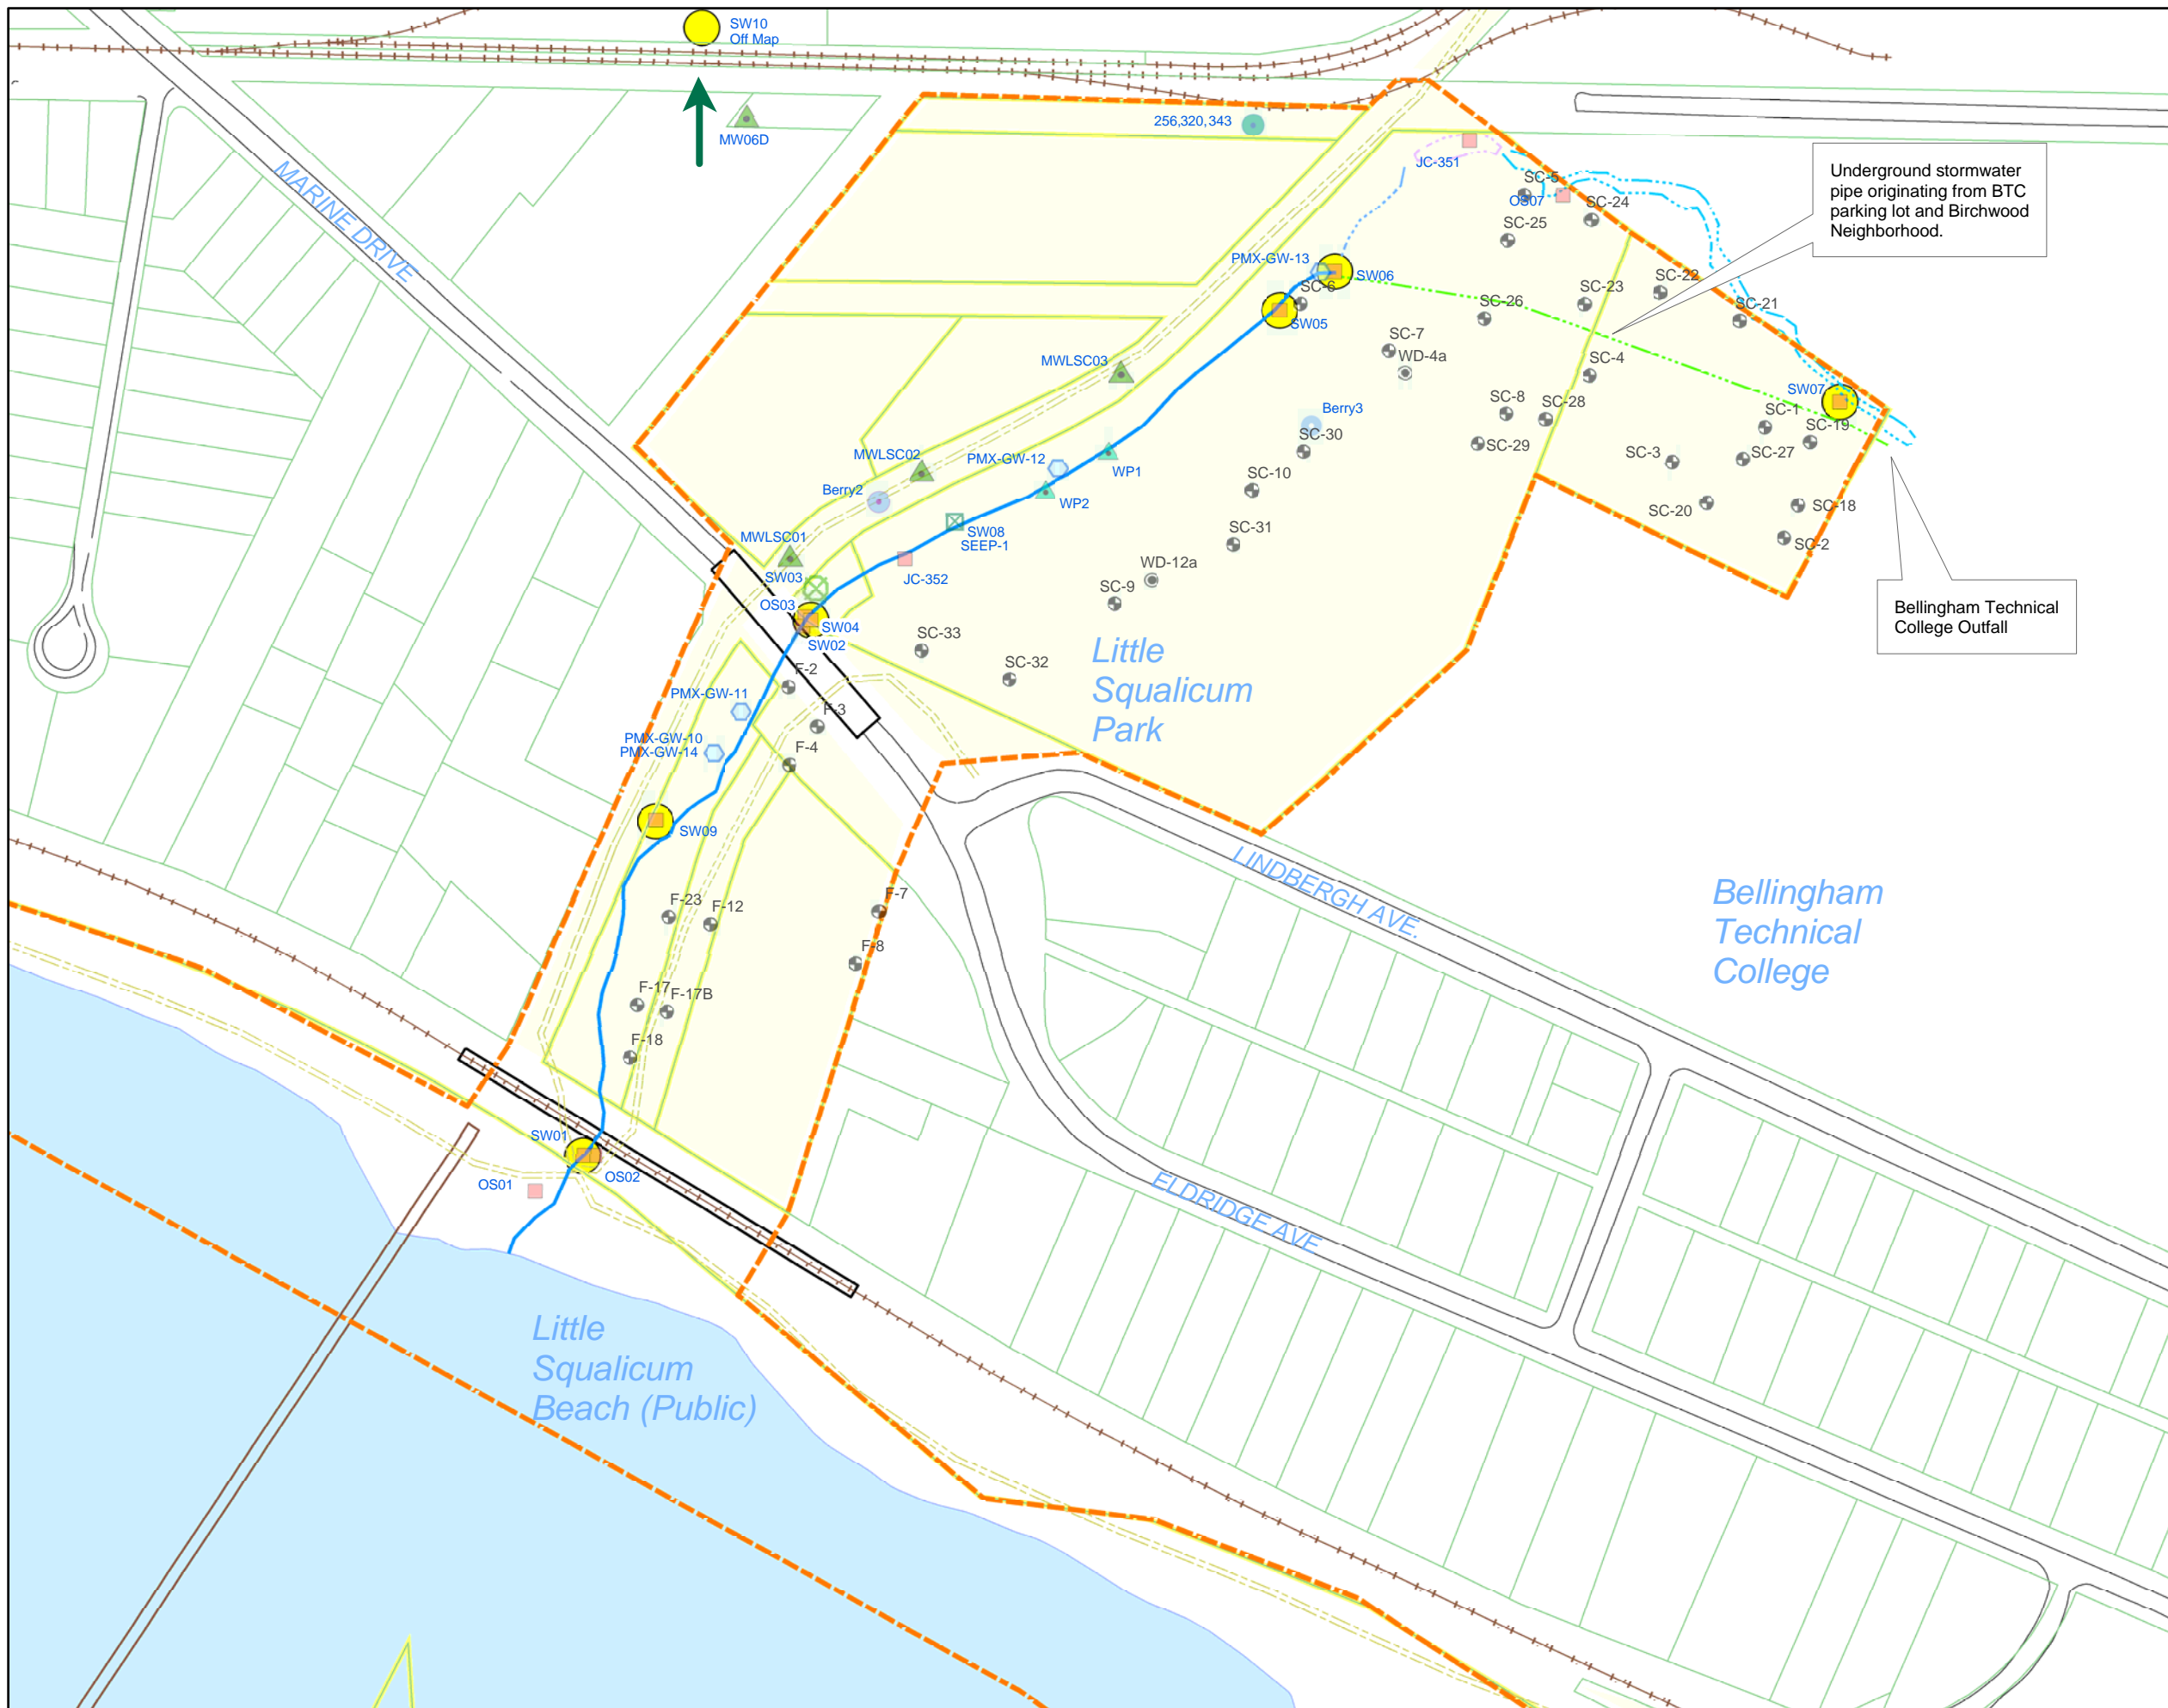 SW10
Off Map
MW06D
256,320,343
JC-351
Underground stormwater
pipe originating from BTC
parking lot and Birchwood
Neighborhood.
MARINE DRIVE
SC-5
OS07
SC-24
SC-25
PMX-GW-13
SW06
SC-6
SW05
SC-26
SC-23
SC-22
SC-21
SC-7
WD-4a
SC-4
MWLSC03
SW07
SC-8
SC-28
SC-1
SC-19
Berry3
SC-30
SC-29
SC-3
SC-27
MWLSC02
PMX-GW-12
WP1
Berry2
WP2
SC-10
SC-20
SC-18
SW08
SEEP-1
SC-31
SC-2
MWLSC01
SW03
JC-352
WD-12a
SC-9
OS03
SW04
SW02
Bellingham Technical
College Outfall
SC-33
SC-32
Little
Squalicum
Park
F-2
PMX-GW-11
F-3
PMX-GW-10
PMX-GW-14
F-4
SW09
LINDBERGH AVE.
Bellingham
Technical
College
F-23
F-12
F-7
F-8
F-17
F-17B
F-18
SW01
OS02
OS01
ELDRIDGE AVE
Little
Squalicum
Beach (Public)